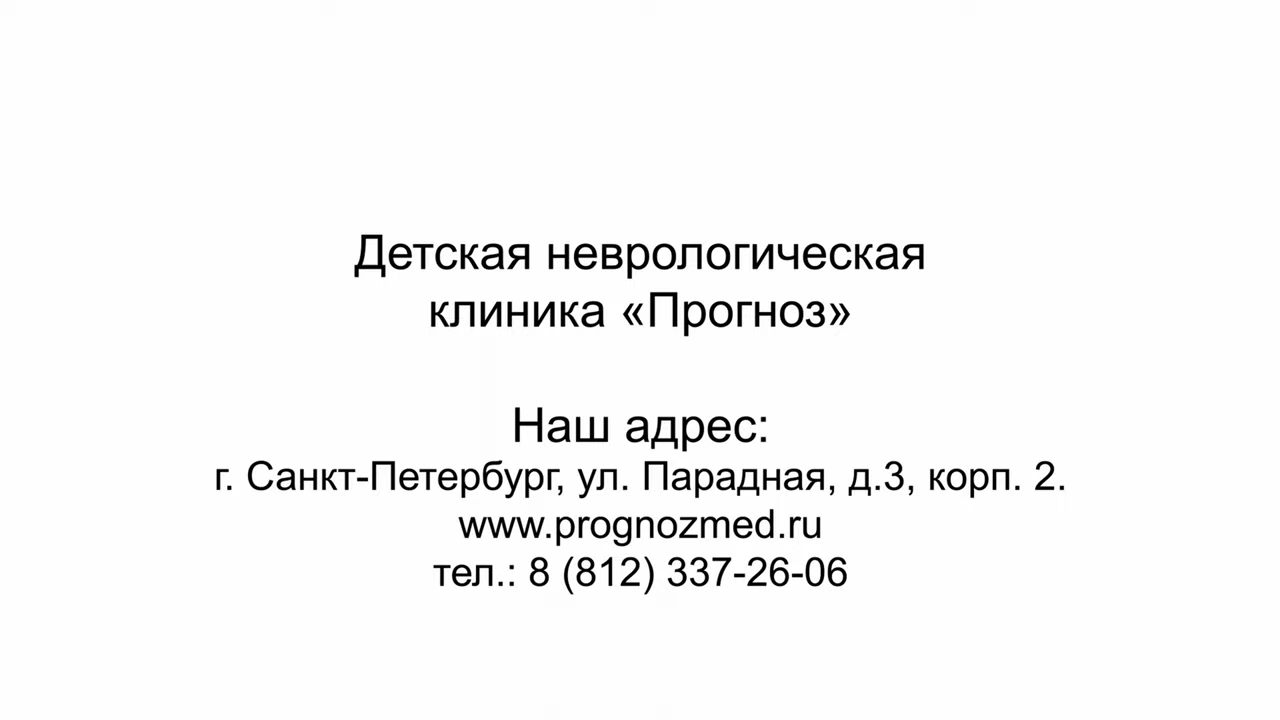 Детская неврологическая
клиника «Прогноз»
Наш адрес:
г. Санкт-Петербург, ул. Парадная, д.3, корп. 2.
www.prognozmed.ru
тел.: 8 (812) 337-26-06